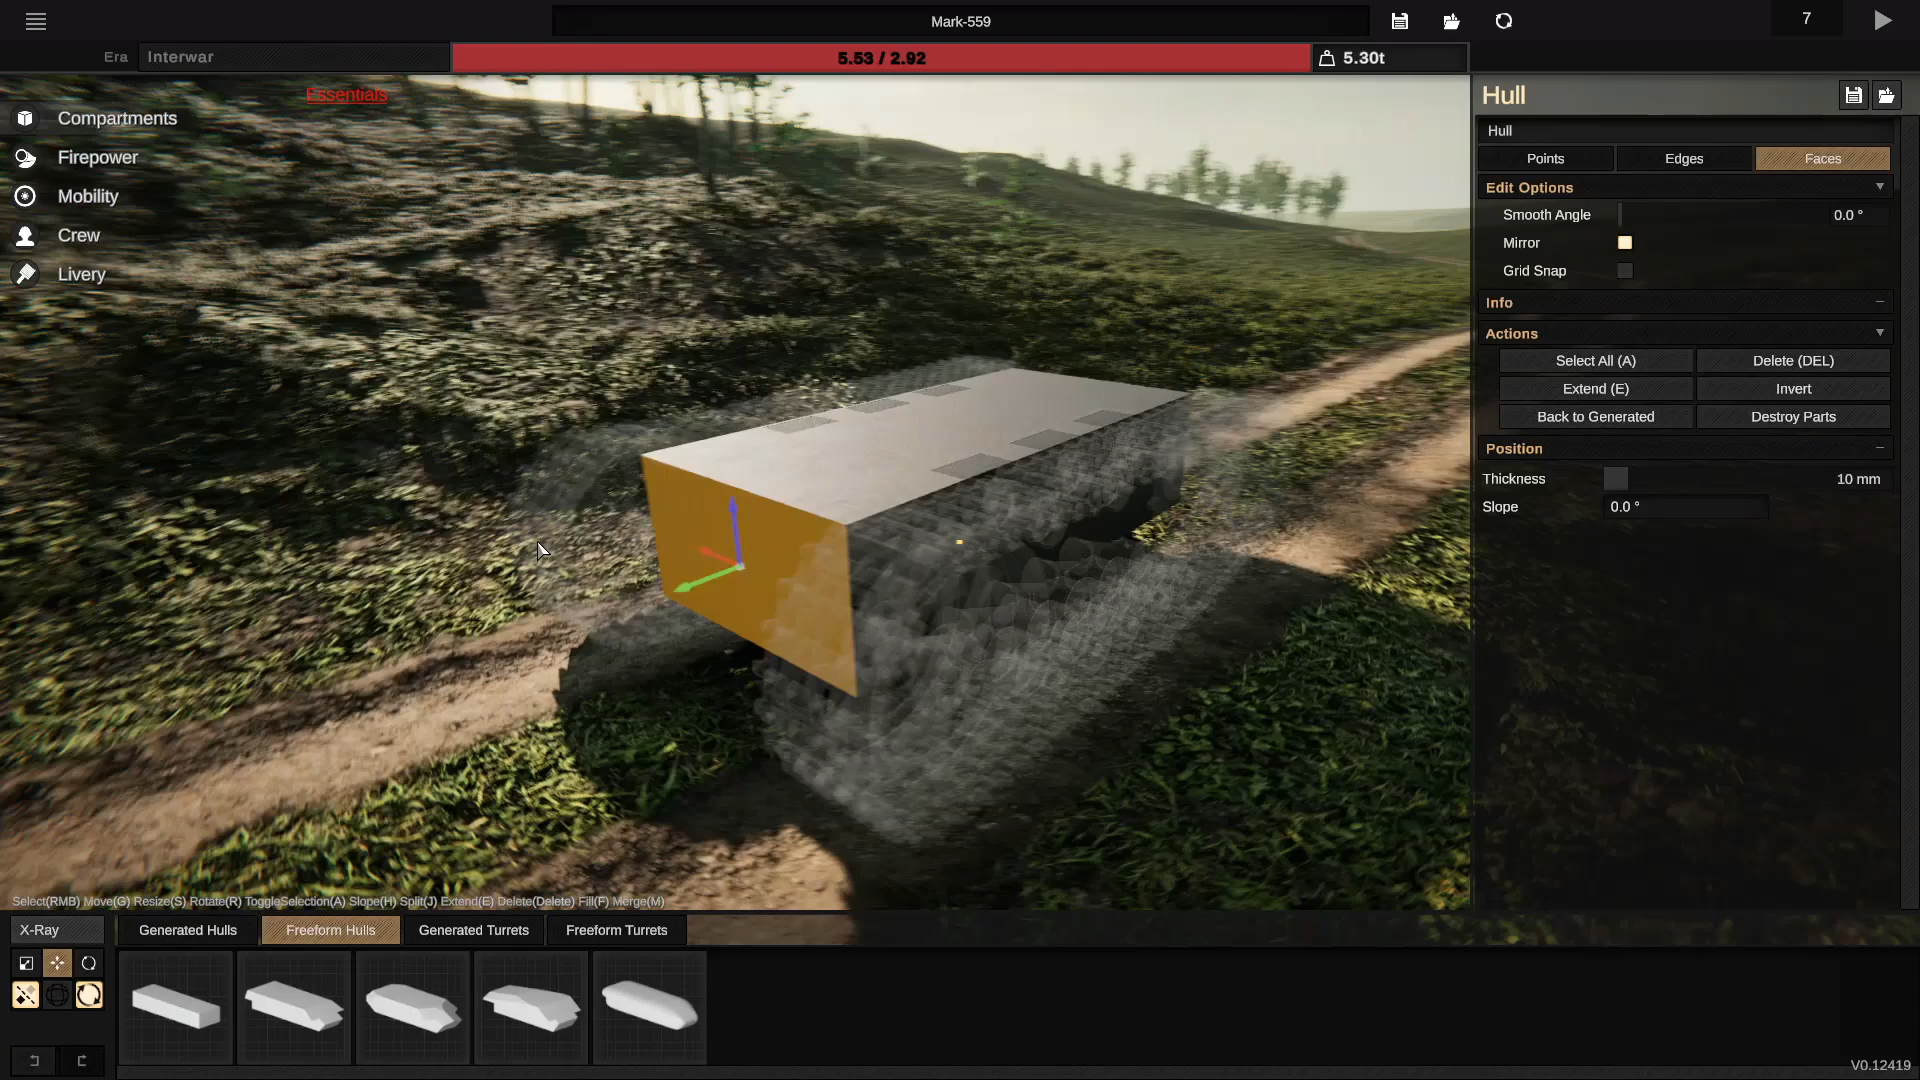 Mark-559
7
Era
Interwar
5.53 / 2.92
5.30t
Essentials
Compartments
Firepower
Mobility
Crew
Livery
Hull
Hull
Points
Edges
Faces
Edit Options
Smooth Angle
0.0 °
Mirror
Grid Snap
Info
Actions
Select All (A)
Delete (DEL)
Extend (E)
Invert
Back to Generated
Destroy Parts
Position
Thickness
10 mm
Slope
0.0 °
Select(RMB) Move(G) Resize(S) Rotate(R) ToggleSelection(A) Slope(H) Split(J) Extend(E) Delete(Delete) Fill(F) Merge(M)
X-Ray
Generated Hulls
Freeform Hulls
Generated Turrets
Freeform Turrets
V0.12419